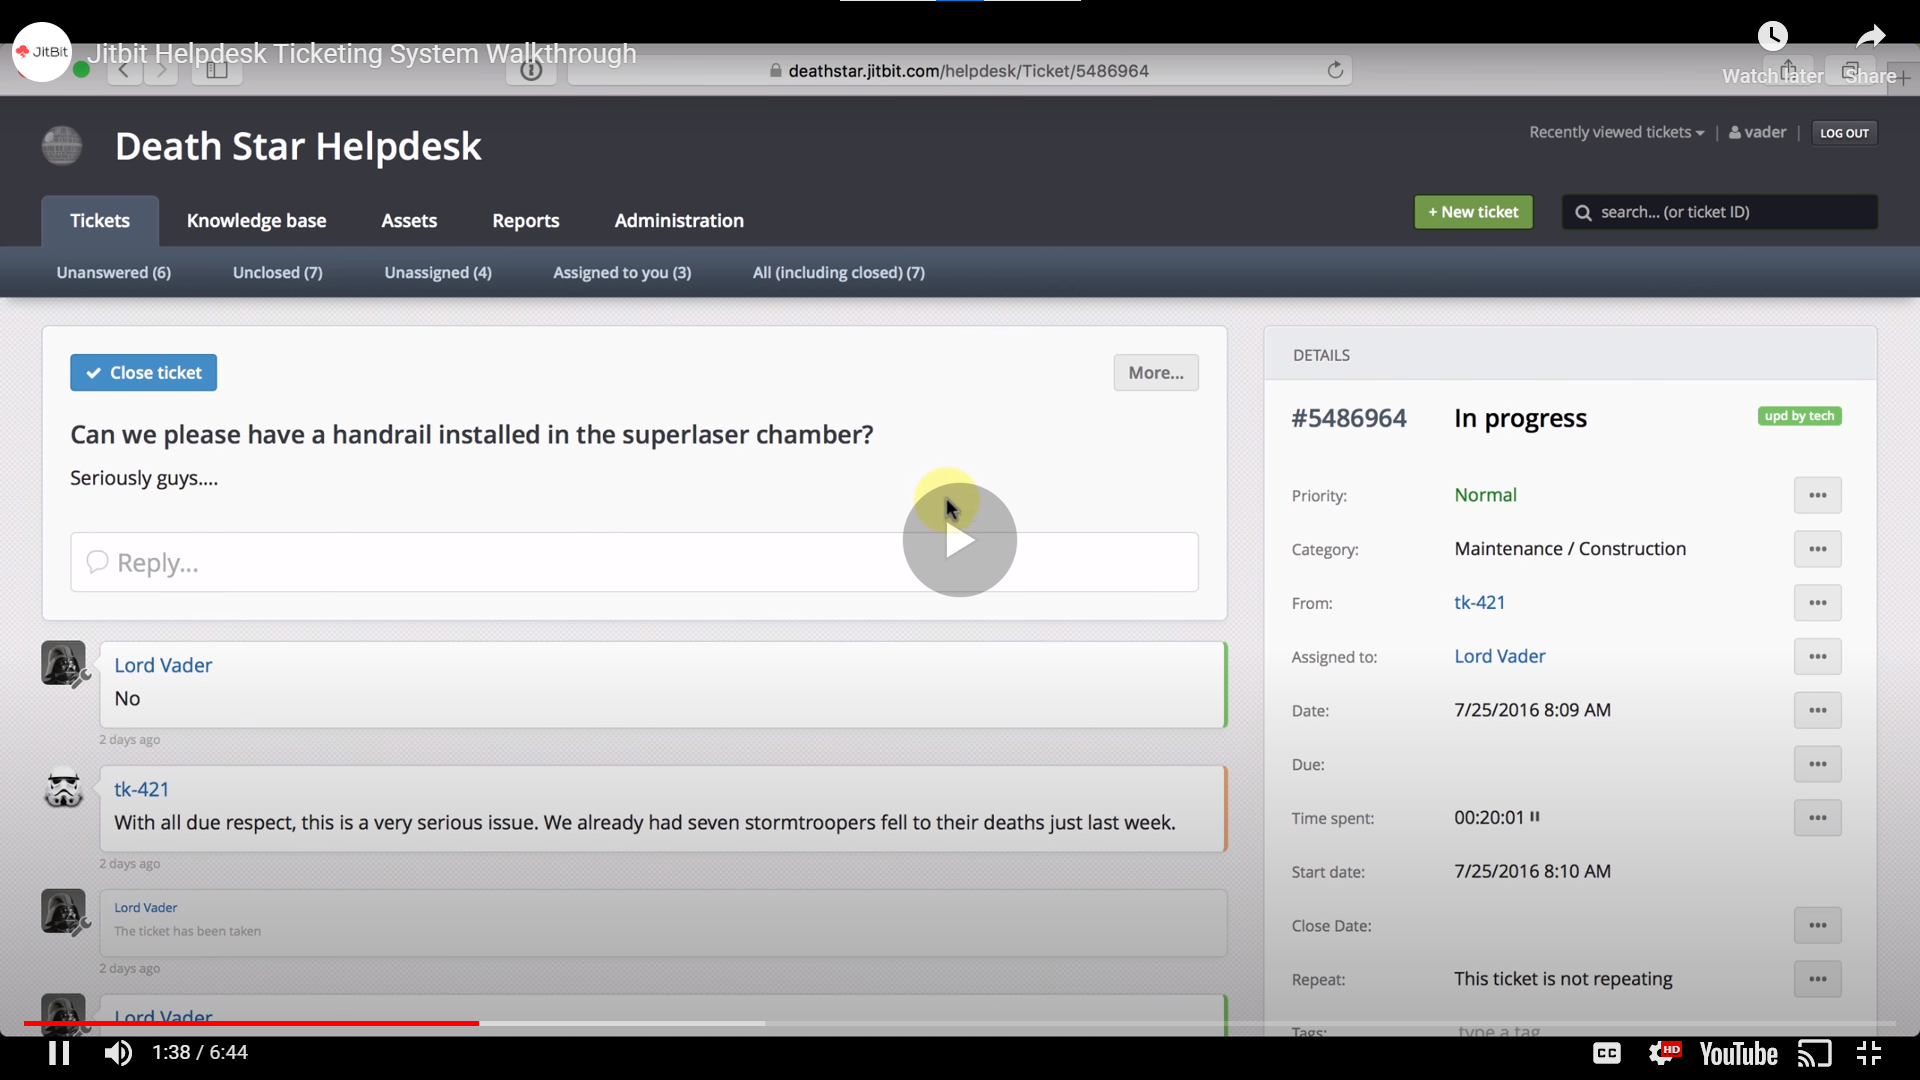 JitBit
Jitbit Helpdesk Ticketing System Walkthrough
deathstar.jitbit.com/helpdesk/Ticket/5486964
Watch later
Share
Death Star Helpdesk
Recently viewed tickets
vader
LOG OUT
Tickets
Knowledge base
Assets
Reports
Administration
+ New ticket
search... (or ticket ID)
Unanswered (6)
Unclosed (7)
Unassigned (4)
Assigned to you (3)
All (including closed) (7)
Close ticket
More...
Can we please have a handrail installed in the superlaser chamber?
Seriously guys....
Reply...
Lord Vader
No
2 days ago
tk-421
With all due respect, this is a very serious issue. We already had seven stormtroopers fell to their deaths just last week.
2 days ago
Lord Vader
The ticket has been taken
2 days ago
Lord Vader
DETAILS
#5486964
In progress
upd by tech
Priority:
Normal
Category:
Maintenance / Construction
From:
tk-421
Assigned to:
Lord Vader
Date:
7/25/2016 8:09 AM
Due:
Time spent:
00:20:01
Start date:
7/25/2016 8:10 AM
Close Date:
Repeat:
This ticket is not repeating
Tags:
type a tag
1:38 / 6:44
CC
HD
YouTube